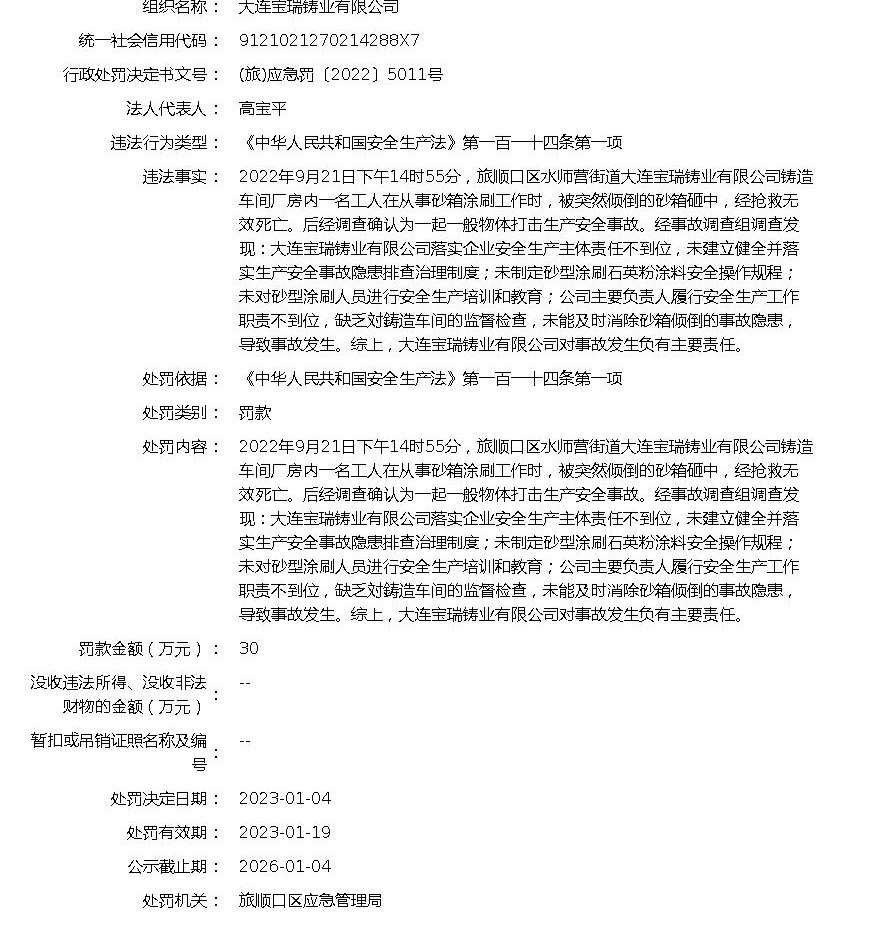 组织名称： 大连宝瑞铸业有限公司
统一社会信用代码： 9121021270214288X7
行政处罚决定书文号： (旅)应急罚〔2022〕5011号
法人代表人： 高宝平
违法行为类型： 《中华人民共和国安全生产法》第一百一十四条第一项
违法事实： 2022年9月21日下午14时55分，旅顺口区水师营街道大连宝瑞铸业有限公司铸造
车间厂房内一名工人在从事砂箱涂刷工作时，被突然倾倒的砂箱砸中，经抢救无
效死亡。后经调查确认为一起一般物体打击生产安全事故。经事故调查组调查发
现：大连宝瑞铸业有限公司落实企业安全生产主体责任不到位，未建立健全并落
实生产安全事故隐患排查治理制度；未制定砂型涂刷石英粉涂料安全操作规程；
未对砂型涂刷人员进行安全生产培训和教育；公司主要负责人履行安全生产工作
职责不到位，缺乏对鋳造车间的监督检查，未能及时消除砂箱倾倒的事故隐患，
导致事故发生。综上，大连宝瑞铸业有限公司对事故发生负有主要责任。
处罚依据： 《中华人民共和国安全生产法》第一百一十四条第一项
处罚类别： 罚款
处罚内容： 2022年9月21日下午14时55分，旅顺口区水师营街道大连宝瑞铸业有限公司铸造
车间厂房内一名工人在从事砂箱涂刷工作时，被突然倾倒的砂箱砸中，经抢救无
效死亡。后经调查确认为一起一般物体打击生产安全事故。经事故调查组调查发
现：大连宝瑞铸业有限公司落实企业安全生产主体责任不到位，未建立健全并落
实生产安全事故隐患排查治理制度；未制定砂型涂刷石英粉涂料安全操作规程；
未对砂型涂刷人员进行安全生产培训和教育；公司主要负责人履行安全生产工作
职责不到位，缺乏对鋳造车间的监督检查，未能及时消除砂箱倾倒的事故隐患，
导致事故发生。综上，大连宝瑞铸业有限公司对事故发生负有主要责任。
罚款金额（万元）： 30
没收违法所得、没收非法
财物的金额（万元）： --
暂扣或吊销证照名称及编
号： --
处罚决定日期： 2023-01-04
处罚有效期： 2023-01-19
公示截止期： 2026-01-04
处罚机关： 旅顺口区应急管理局